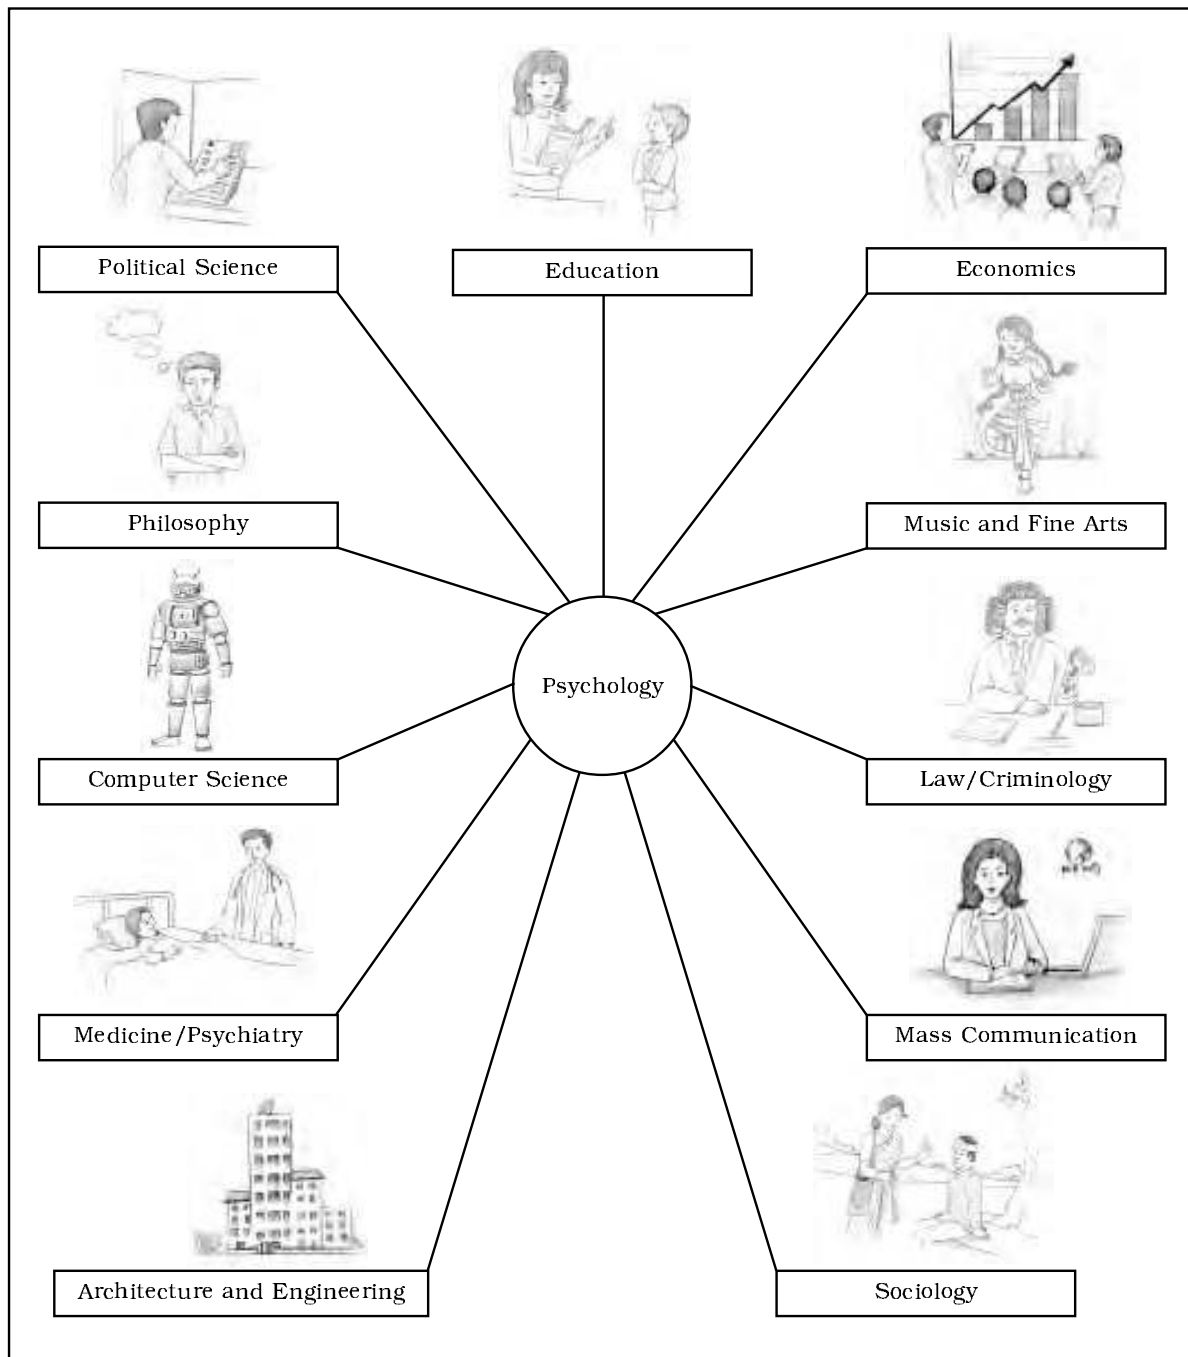 Political Science
Education
Economics
Philosophy
Music and Fine Arts
Psychology
Computer Science
Law/Criminology
NEWS
Medicine/Psychiatry
Mass Communication
Architecture and Engineering
Sociology